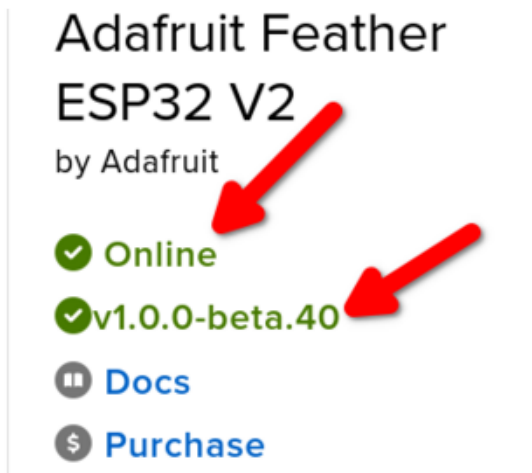 Adafruit Feather
ESP32 V2
by Adafruit
Online
v1.0.0-beta.40
Docs
$ Purchase